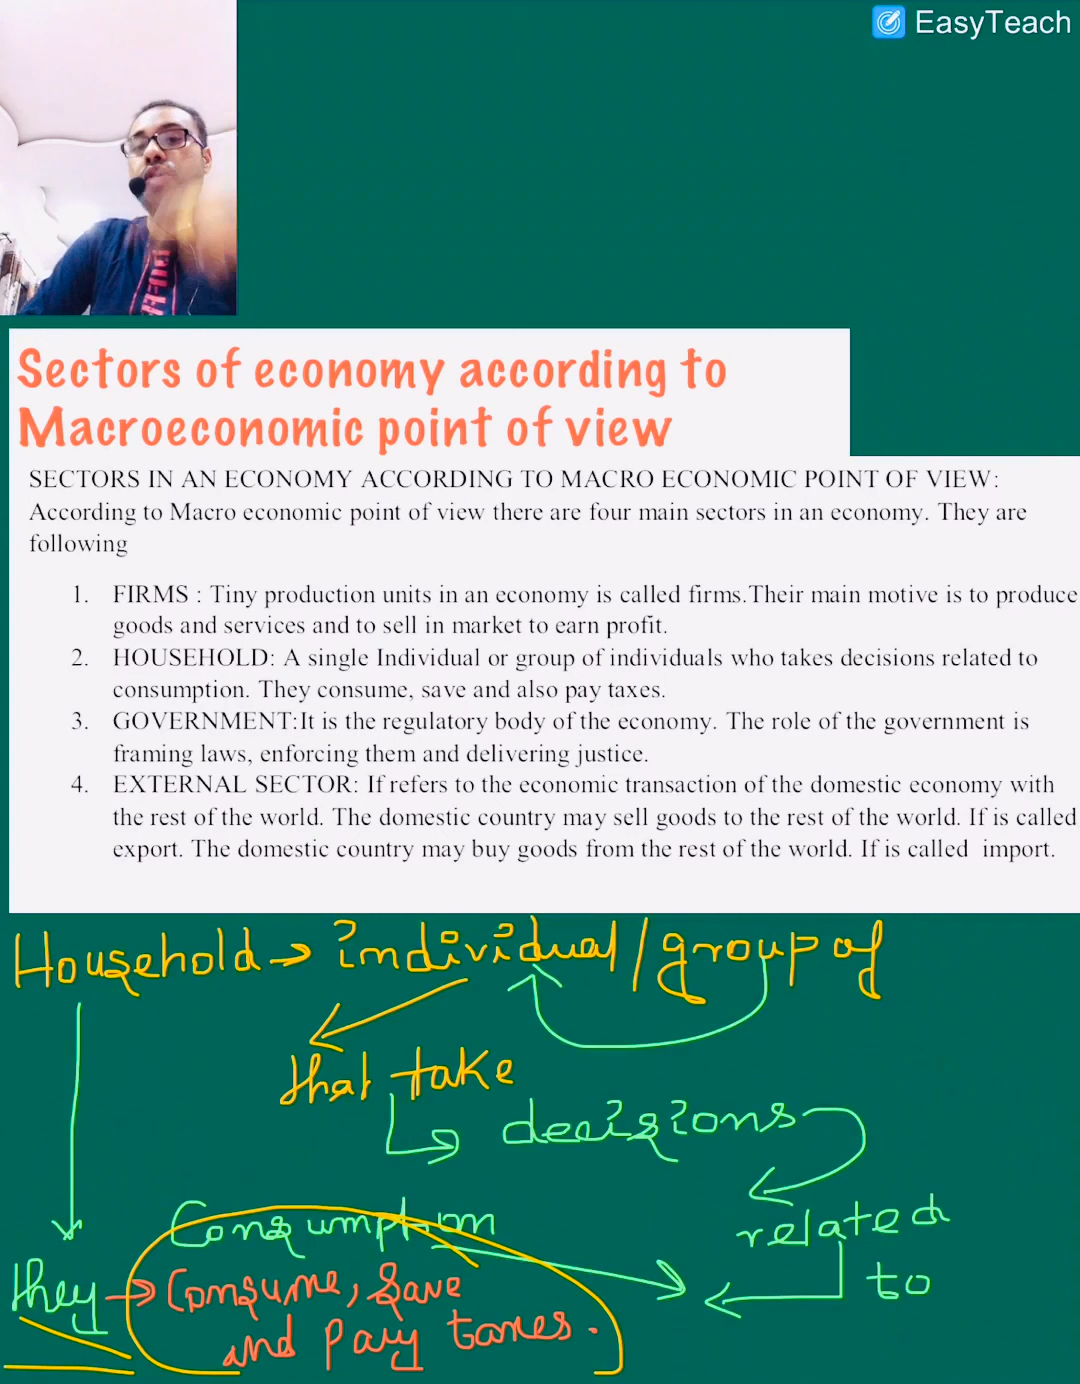 EasyTeach
Sectors of economy according to
Macroeconomic point of view
SECTORS IN AN ECONOMY ACCORDING TO MACRO ECONOMIC POINT OF VIEW:
According to Macro economic point of view there are four main sectors in an economy. They are
following
1. FIRMS : Tiny production units in an economy is called firms.Their main motive is to produce
goods and services and to sell in market to earn profit.
2. HOUSEHOLD: A single Individual or group of individuals who takes decisions related to
consumption. They consume, save and also pay taxes.
3. GOVERNMENT:It is the regulatory body of the economy. The role of the government is
framing laws, enforcing them and delivering justice.
4. EXTERNAL SECTOR: If refers to the economic transaction of the domestic economy with
the rest of the world. The domestic country may sell goods to the rest of the world. If is called
export. The domestic country may buy goods from the rest of the world. If is called import.
Household → individual / group of
that take
decisions
related
to
Consumption
they → Consume, save
and pay taxes.